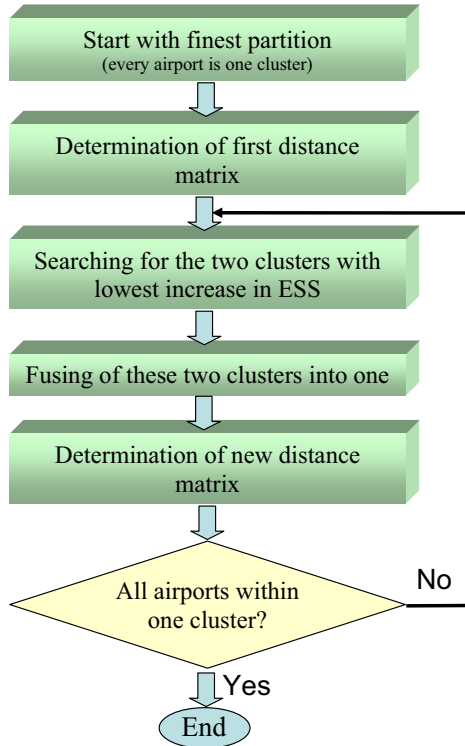 Start with finest partition
(every airport is one cluster)
Determination of first distance
matrix
Searching for the two clusters with
lowest increase in ESS
Fusing of these two clusters into one
Determination of new distance
matrix
All airports within
one cluster?
No
Yes
End